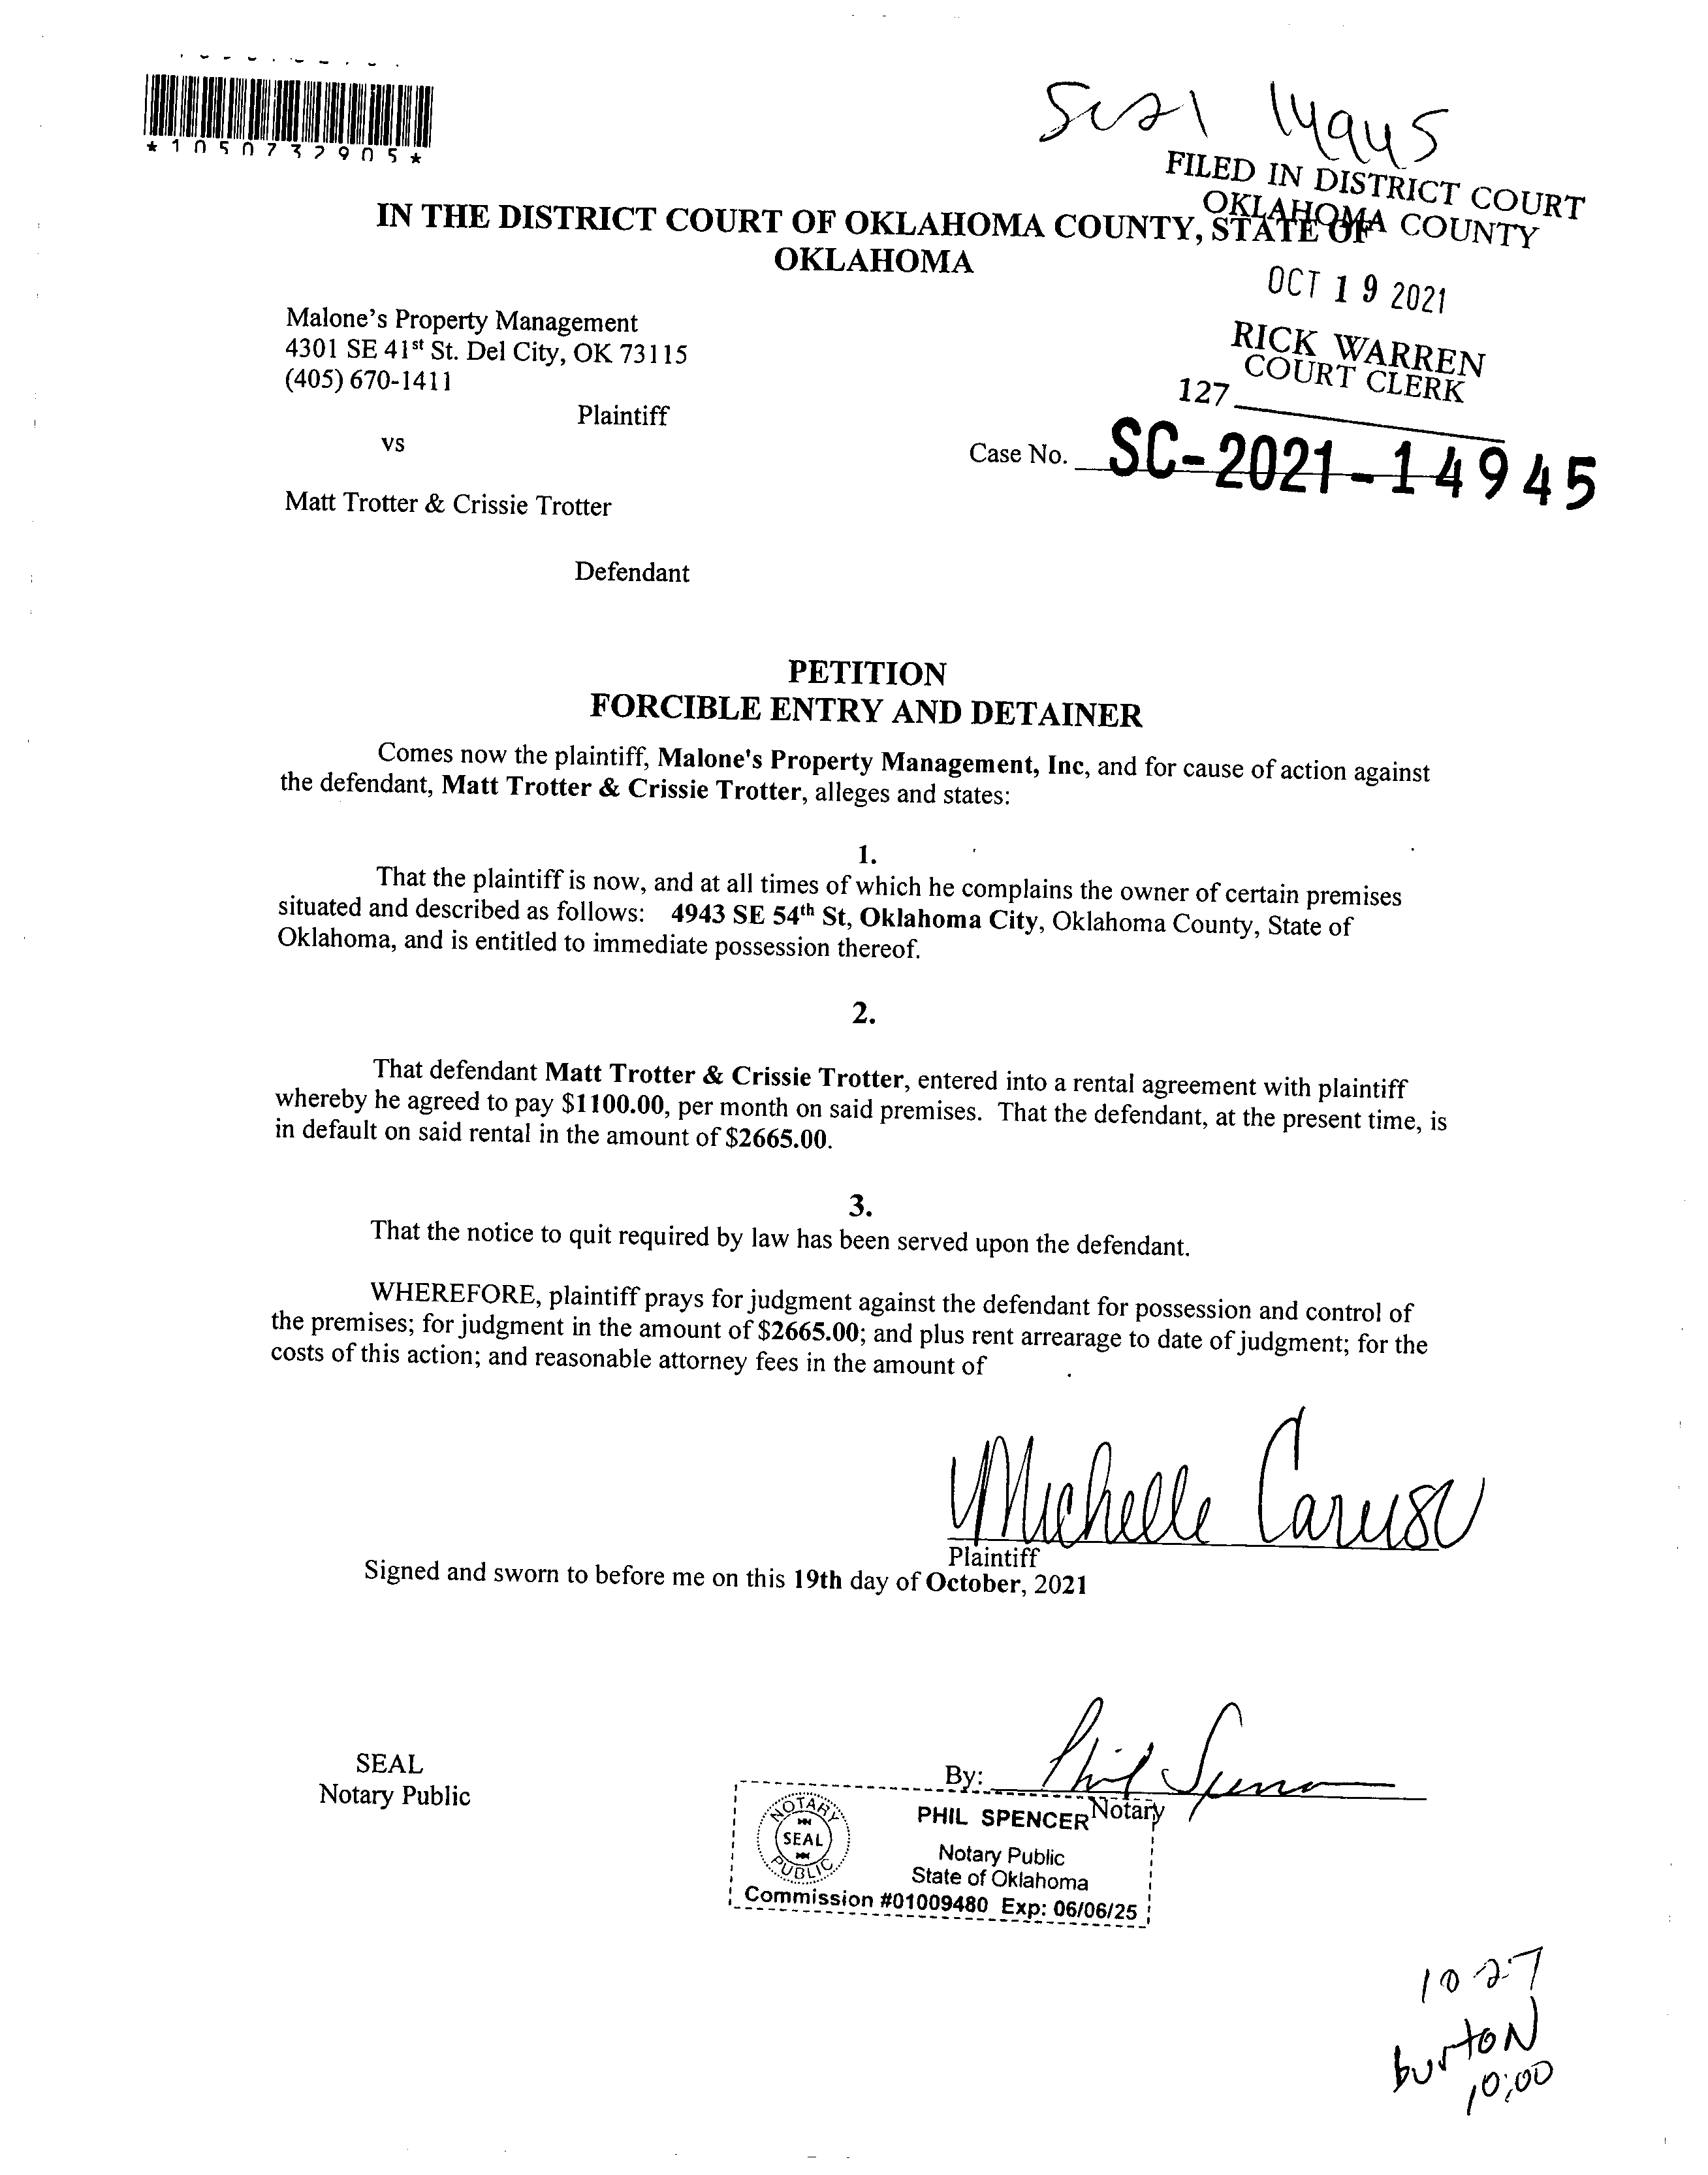 *1050732905*
SC21 14945
FILED IN DISTRICT COURT
OKLAHOMA COUNTY
IN THE DISTRICT COURT OF OKLAHOMA COUNTY, STATE OF
OKLAHOMA
OCT 19 2021
Malone's Property Management
4301 SE 41st St. Del City, OK 73115
(405) 670-1411
RICK WARREN
COURT CLERK
127
Plaintiff
vs
Case No. SC-2021-14945
Matt Trotter & Crissie Trotter
Defendant
PETITION
FORCIBLE ENTRY AND DETAINER
Comes now the plaintiff, Malone's Property Management, Inc, and for cause of action against
the defendant, Matt Trotter & Crissie Trotter, alleges and states:
1.
That the plaintiff is now, and at all times of which he complains the owner of certain premises
situated and described as follows: 4943 SE 54th St, Oklahoma City, Oklahoma County, State of
Oklahoma, and is entitled to immediate possession thereof.
2.
That defendant Matt Trotter & Crissie Trotter, entered into a rental agreement with plaintiff
whereby he agreed to pay $1100.00, per month on said premises. That the defendant, at the present time, is
in default on said rental in the amount of $2665.00.
3.
That the notice to quit required by law has been served upon the defendant.
WHEREFORE, plaintiff prays for judgment against the defendant for possession and control of
the premises; for judgment in the amount of $2665.00; and plus rent arrearage to date of judgment; for the
costs of this action; and reasonable attorney fees in the amount of .
Michelle Caruso
Plaintiff
Signed and sworn to before me on this 19th day of October, 2021
SEAL
Notary Public
By: Phil Spencer
Notary
NOTARY
SEAL
PUBLIC
PHIL SPENCER
Notary Public
State of Oklahoma
Commission #01009480 Exp: 06/06/25
10 27
burton
10:00